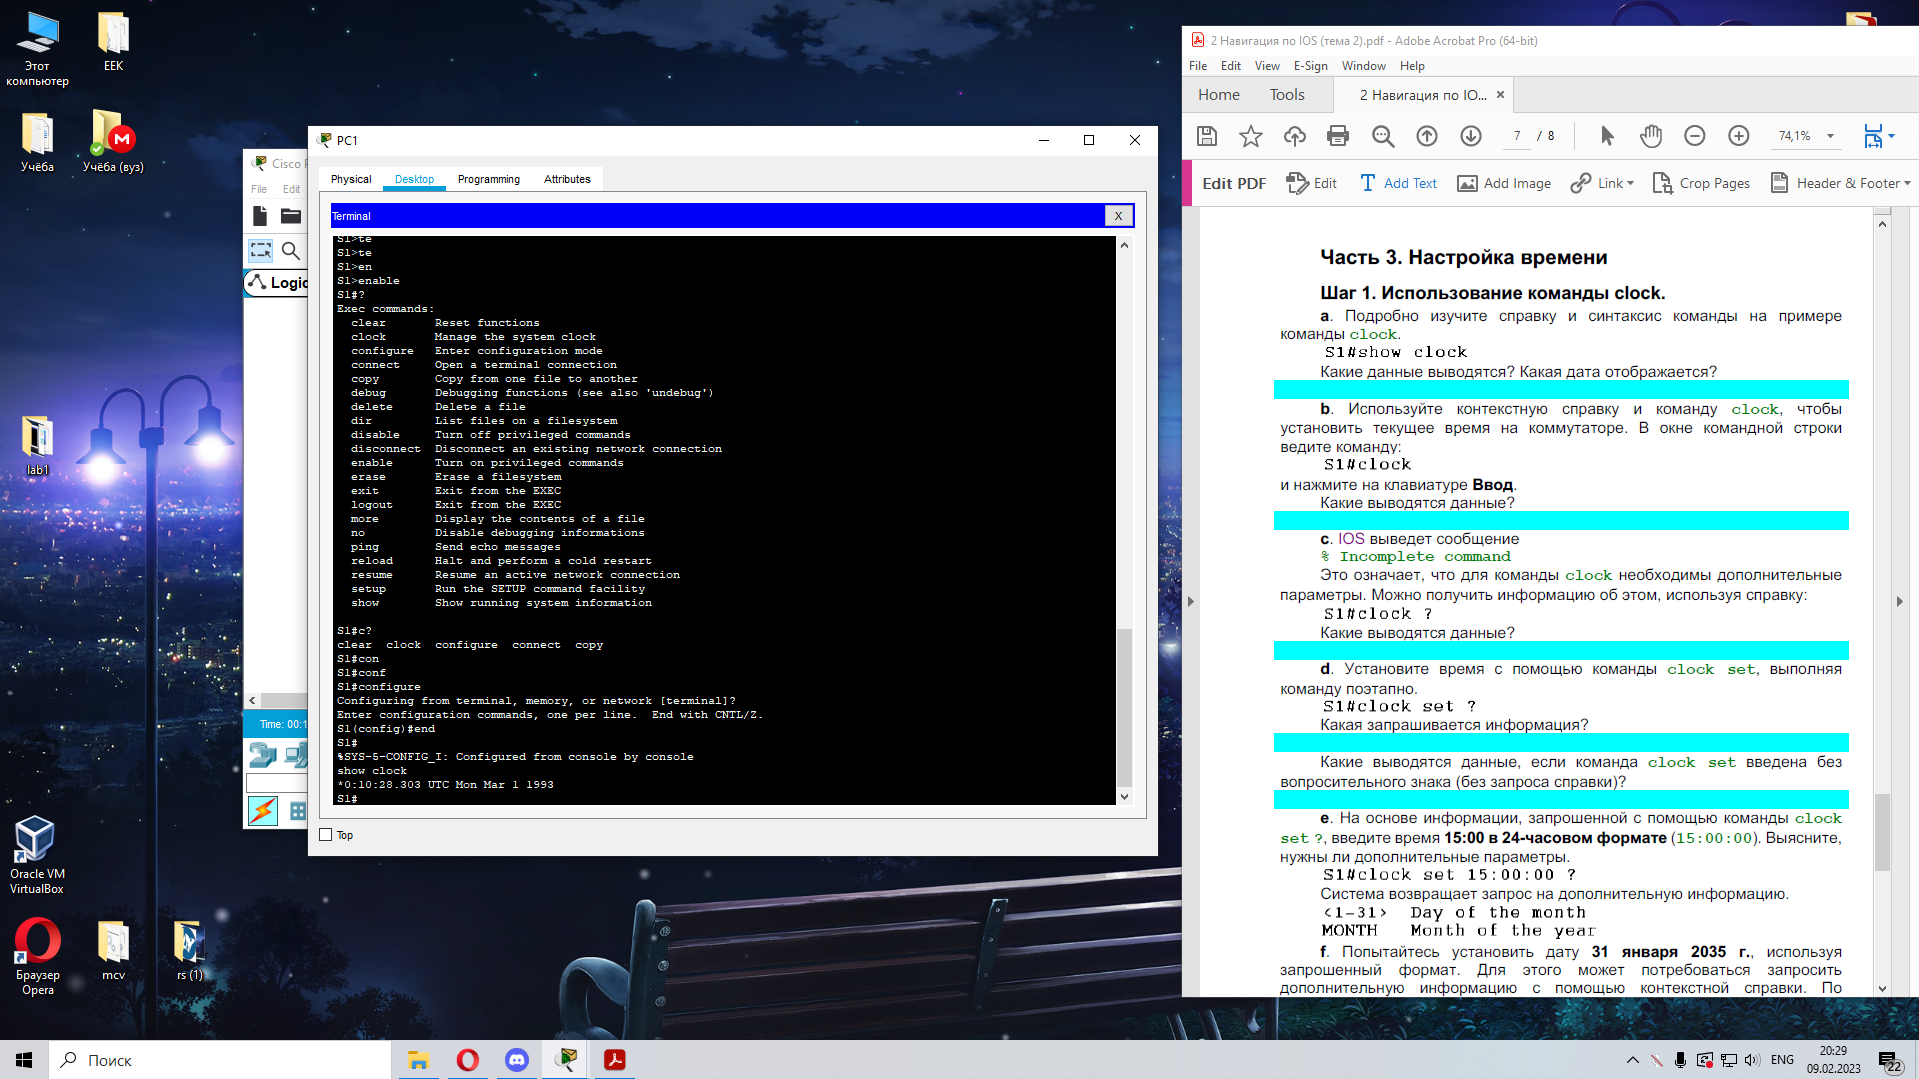 Этот компьютер
EEK
Учёба
Учёба (вуз)
lab1
Oracle VM VirtualBox
Браузер Opera
mcv
rs (1)
Cisco P
File Edit
Logic
Time: 00:1
PC1
Physical Desktop Programming Attributes
Terminal X
S1>te
S1>te
S1>en
S1>enable
S1#?
Exec commands:
clear Reset functions
clock Manage the system clock
configure Enter configuration mode
connect Open a terminal connection
copy Copy from one file to another
debug Debugging functions (see also 'undebug')
delete Delete a file
dir List files on a filesystem
disable Turn off privileged commands
disconnect Disconnect an existing network connection
enable Turn on privileged commands
erase Erase a filesystem
exit Exit from the EXEC
logout Exit from the EXEC
more Display the contents of a file
no Disable debugging informations
ping Send echo messages
reload Halt and perform a cold restart
resume Resume an active network connection
setup Run the SETUP command facility
show Show running system information
S1#c?
clear clock configure connect copy
S1#con
S1#conf
S1#configure
Configuring from terminal, memory, or network [terminal]?
Enter configuration commands, one per line. End with CNTL/Z.
S1(config)#end
S1#
%SYS-5-CONFIG_I: Configured from console by console
show clock
*0:10:28.303 UTC Mon Mar 1 1993
S1#
Top
2 Навигация по IOS (тема 2).pdf - Adobe Acrobat Pro (64-bit)
File Edit View E-Sign Window Help
Home Tools 2 Навигация по IO... ×
7 / 8 74,1%
Edit PDF Edit Add Text Add Image Link Crop Pages Header & Footer
Часть 3. Настройка времени
Шаг 1. Использование команды clock.
a. Подробно изучите справку и синтаксис команды на примере
команды clock.
S1#show clock
Какие данные выводятся? Какая дата отображается?
b. Используйте контекстную справку и команду clock, чтобы
установить текущее время на коммутаторе. В окне командной строки
ведите команду:
S1#clock
и нажмите на клавиатуре Ввод.
Какие выводятся данные?
c. IOS выведет сообщение
% Incomplete command
Это означает, что для команды clock необходимы дополнительные
параметры. Можно получить информацию об этом, используя справку:
S1#clock ?
Какие выводятся данные?
d. Установите время с помощью команды clock set, выполняя
команду поэтапно.
S1#clock set ?
Какая запрашивается информация?
Какие выводятся данные, если команда clock set введена без
вопросительного знака (без запроса справки)?
e. На основе информации, запрошенной с помощью команды clock
set ?, введите время 15:00 в 24-часовом формате (15:00:00). Выясните,
нужны ли дополнительные параметры.
S1#clock set 15:00:00 ?
Система возвращает запрос на дополнительную информацию.
<1-31> Day of the month
MONTH Month of the year
f. Попытайтесь установить дату 31 января 2035 г., используя
запрошенный формат. Для этого может потребоваться запросить
дополнительную информацию с помощью контекстной справки. По
Поиск
ENG
20:29
09.02.2023
22